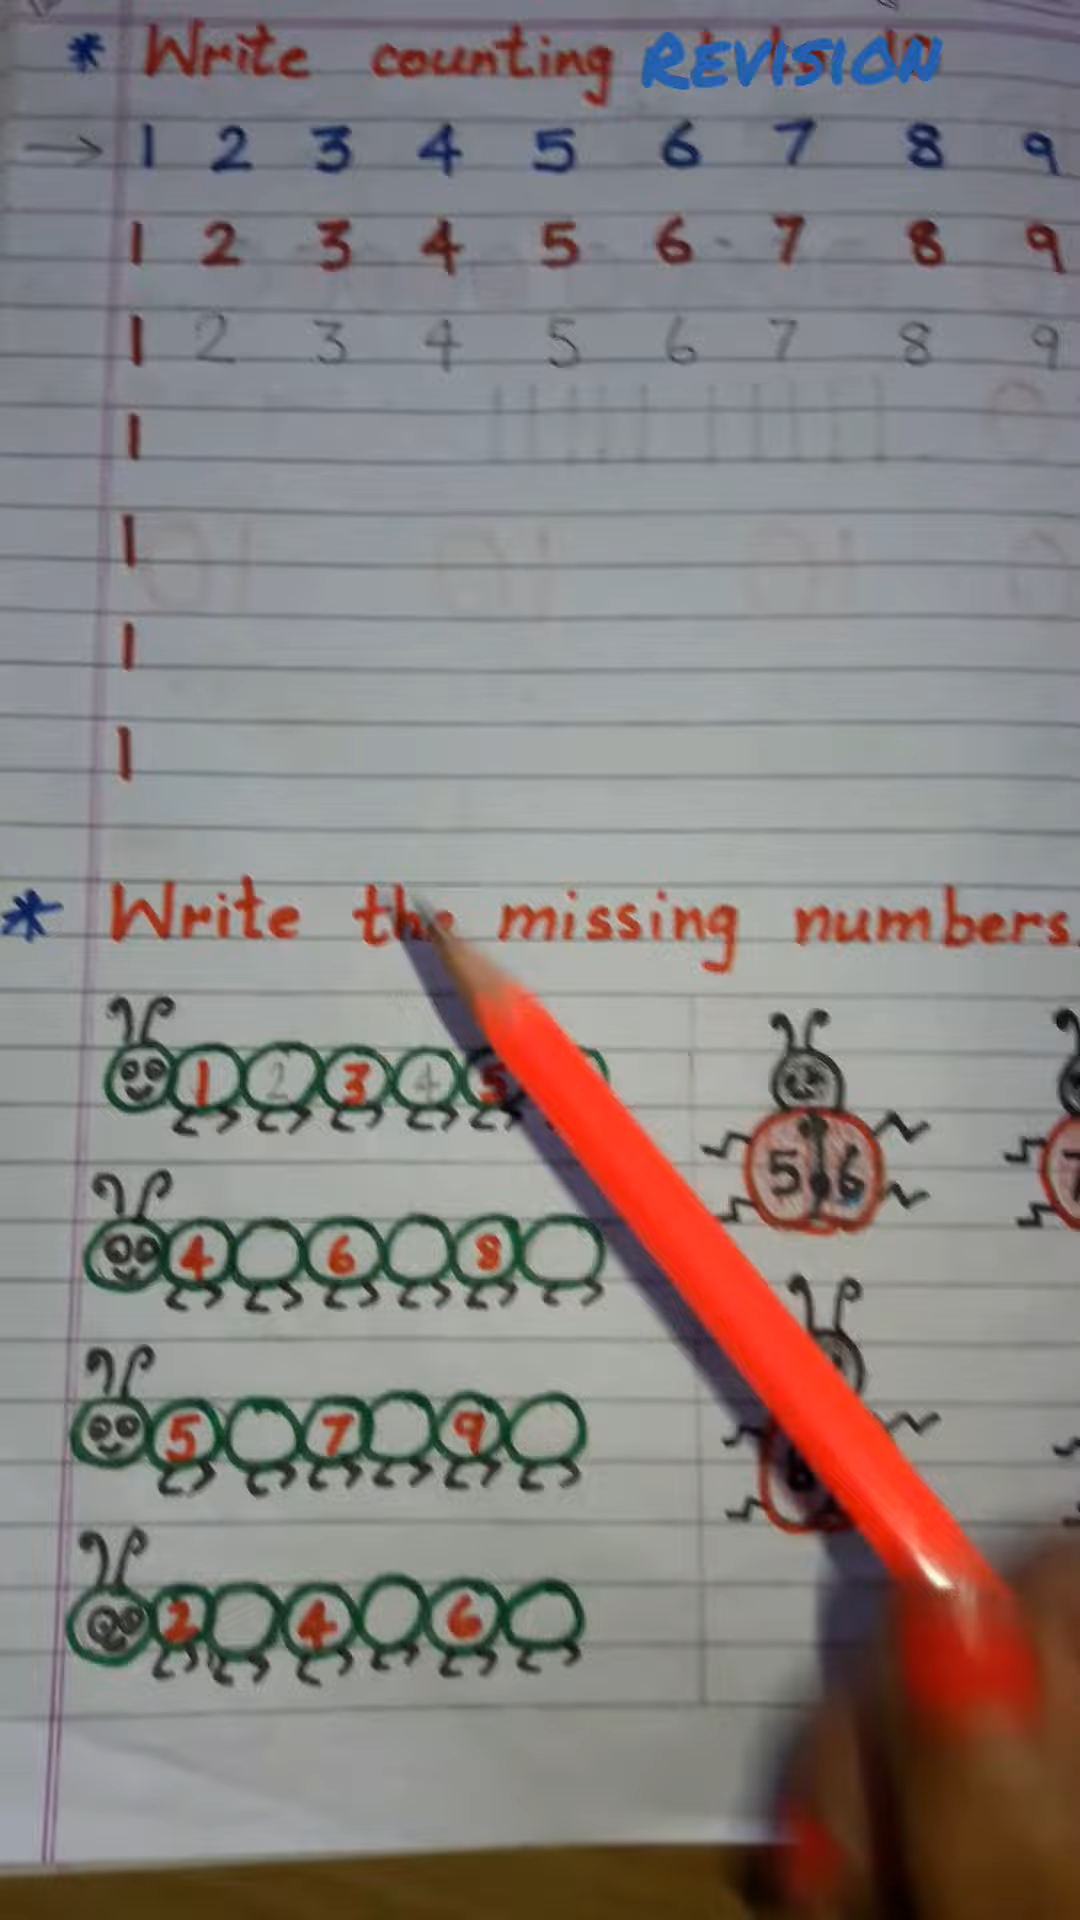 * Write counting REVISION
→ 1 2 3 4 5 6 7 8 9
1 2 3 4 5 6 7 8 9
1 2 3 4 5 6 7 8 9
1
1
1
1
* Write the missing numbers.
1 2 3 4 5
5 6
4 6 8
5 7 9
2 4 6